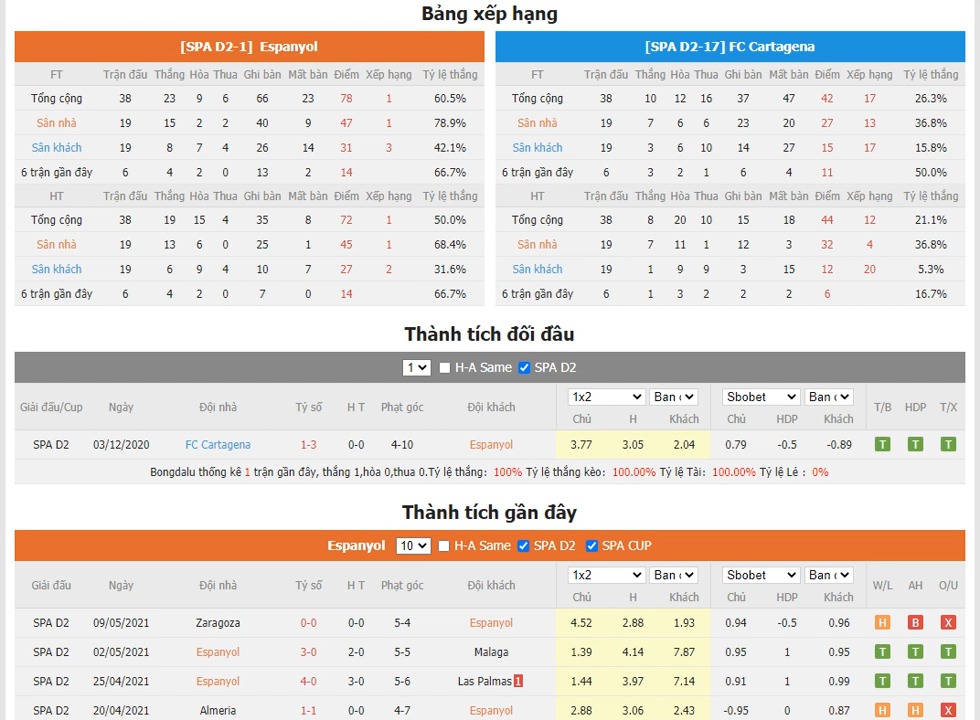 Bảng xếp hạng
[SPA D2-1] Espanyol
FT Trận đấu Thắng Hòa Thua Ghi bàn Mất bàn Điểm Xếp hạng Tỷ lệ thắng
Tổng cộng 38 23 9 6 66 23 78 1 60.5%
Sân nhà 19 15 2 2 40 9 47 1 78.9%
Sân khách 19 8 7 4 26 14 31 3 42.1%
6 trận gần đây 6 4 2 0 13 2 14 66.7%
HT Trận đấu Thắng Hòa Thua Ghi bàn Mất bàn Điểm Xếp hạng Tỷ lệ thắng
Tổng cộng 38 19 15 4 35 8 72 1 50.0%
Sân nhà 19 13 6 0 25 1 45 1 68.4%
Sân khách 19 6 9 4 10 7 27 2 31.6%
6 trận gần đây 6 4 2 0 7 0 14 66.7%
[SPA D2-17] FC Cartagena
FT Trận đấu Thắng Hòa Thua Ghi bàn Mất bàn Điểm Xếp hạng Tỷ lệ thắng
Tổng cộng 38 10 12 16 37 47 42 17 26.3%
Sân nhà 19 7 6 6 23 20 27 13 36.8%
Sân khách 19 3 6 10 14 27 15 17 15.8%
6 trận gần đây 6 3 2 1 6 4 11 50.0%
HT Trận đấu Thắng Hòa Thua Ghi bàn Mất bàn Điểm Xếp hạng Tỷ lệ thắng
Tổng cộng 38 8 20 10 15 18 44 12 21.1%
Sân nhà 19 7 11 1 12 3 32 4 36.8%
Sân khách 19 1 9 9 3 15 12 20 5.3%
6 trận gần đây 6 1 3 2 2 2 6 16.7%
Thành tích đối đầu
1 H-A Same SPA D2
Giải đấu/Cup Ngày Đội nhà Tỷ số H T Phạt góc Đội khách 1x2 Ban c Sbobet Ban c T/B HDP T/X
Chủ H Khách Chủ HDP Khách
SPA D2 03/12/2020 FC Cartagena 1-3 0-0 4-10 Espanyol 3.77 3.05 2.04 0.79 -0.5 -0.89 T T T
Bongdalu thống kê 1 trận gần đây, thắng 1,hòa 0,thua 0.Tỷ lệ thắng: 100% Tỷ lệ thắng kèo: 100.00% Tỷ lệ Tài: 100.00% Tỷ lệ Lẻ : 0%
Thành tích gần đây
Espanyol 10 H-A Same SPA D2 SPA CUP
Giải đấu Ngày Đội nhà Tỷ số H T Phạt góc Đội khách 1x2 Ban c Sbobet Ban c W/L AH O/U
Chủ H Khách Chủ HDP Khách
SPA D2 09/05/2021 Zaragoza 0-0 0-0 5-4 Espanyol 4.52 2.88 1.93 0.94 -0.5 0.96 H B X
SPA D2 02/05/2021 Espanyol 3-0 2-0 5-5 Malaga 1.39 4.14 7.87 0.95 1 0.95 T T T
SPA D2 25/04/2021 Espanyol 4-0 3-0 5-6 Las Palmas 1 1.44 3.97 7.14 0.91 1 0.99 T T T
SPA D2 20/04/2021 Almeria 1-1 0-0 4-7 Espanyol 2.88 3.06 2.43 -0.95 0 0.87 H H X